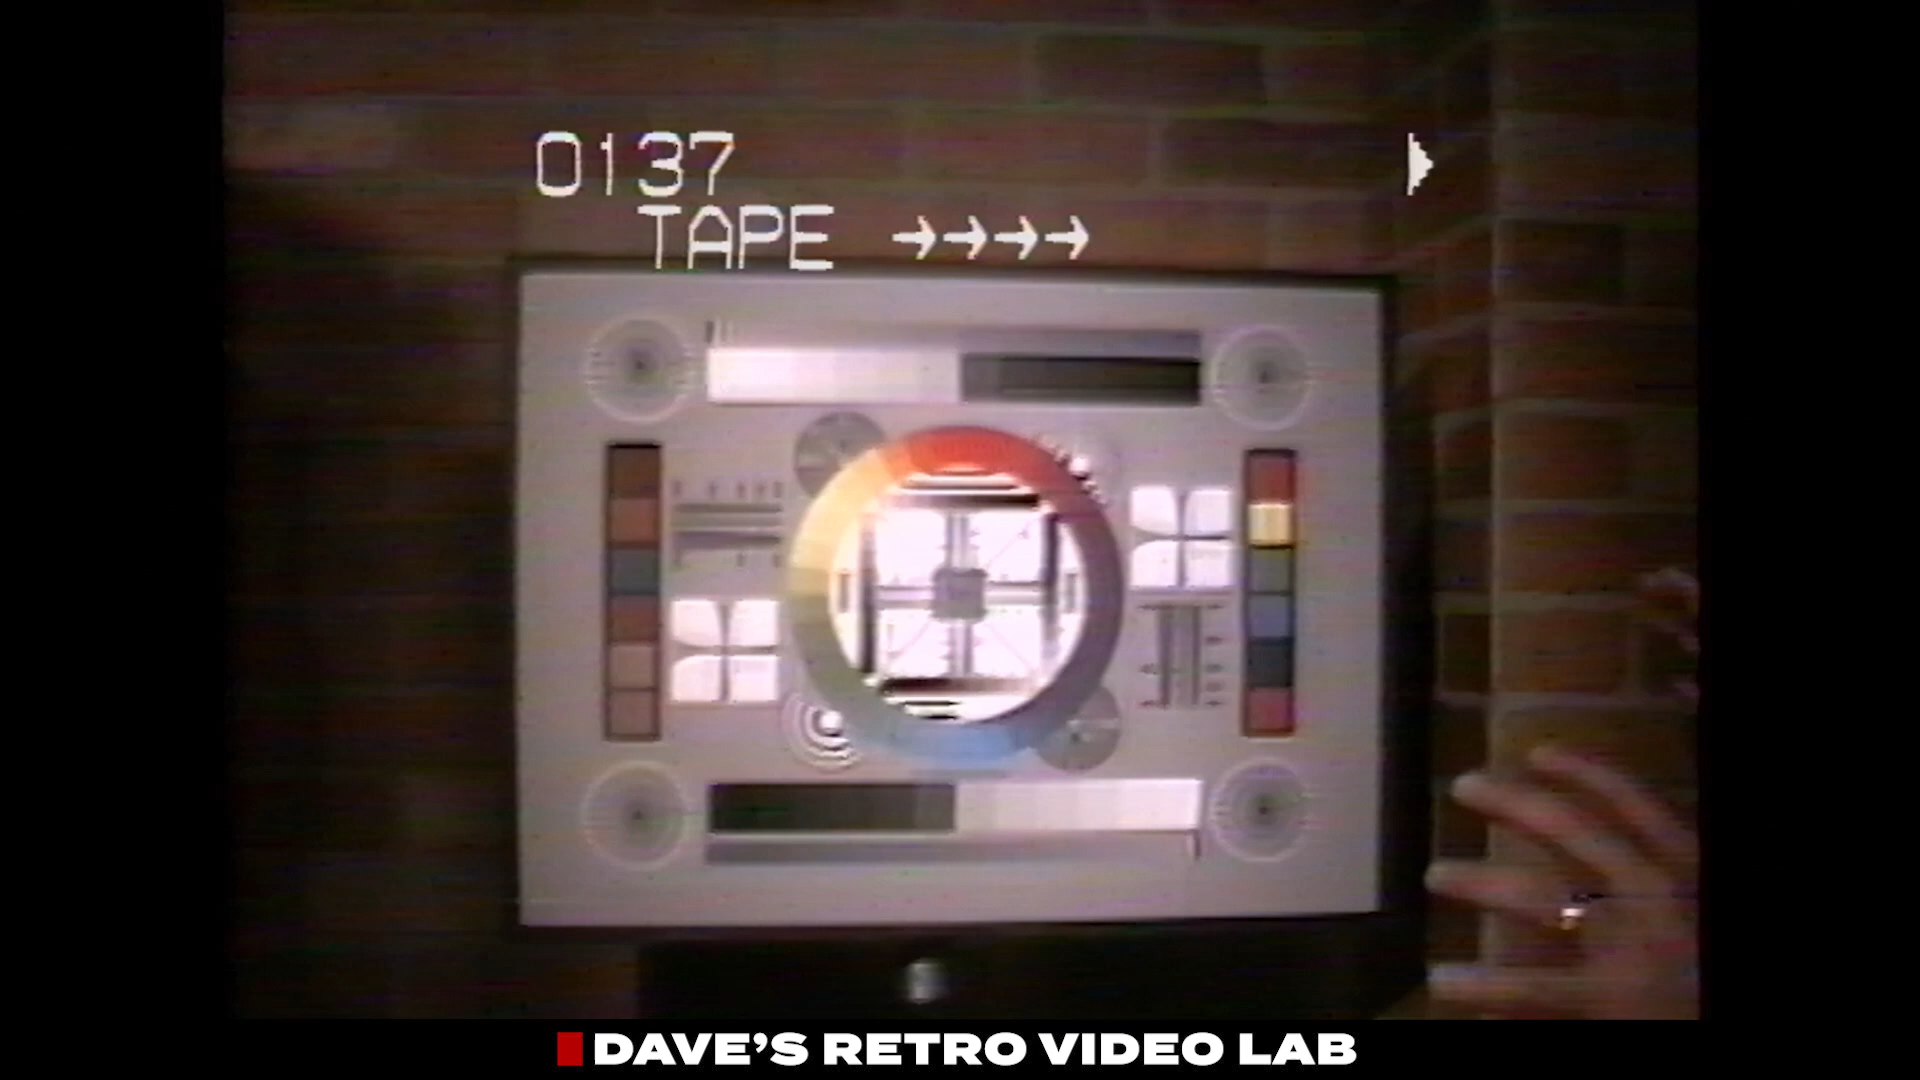 0137
TAPE →→→→
DAVE'S RETRO VIDEO LAB